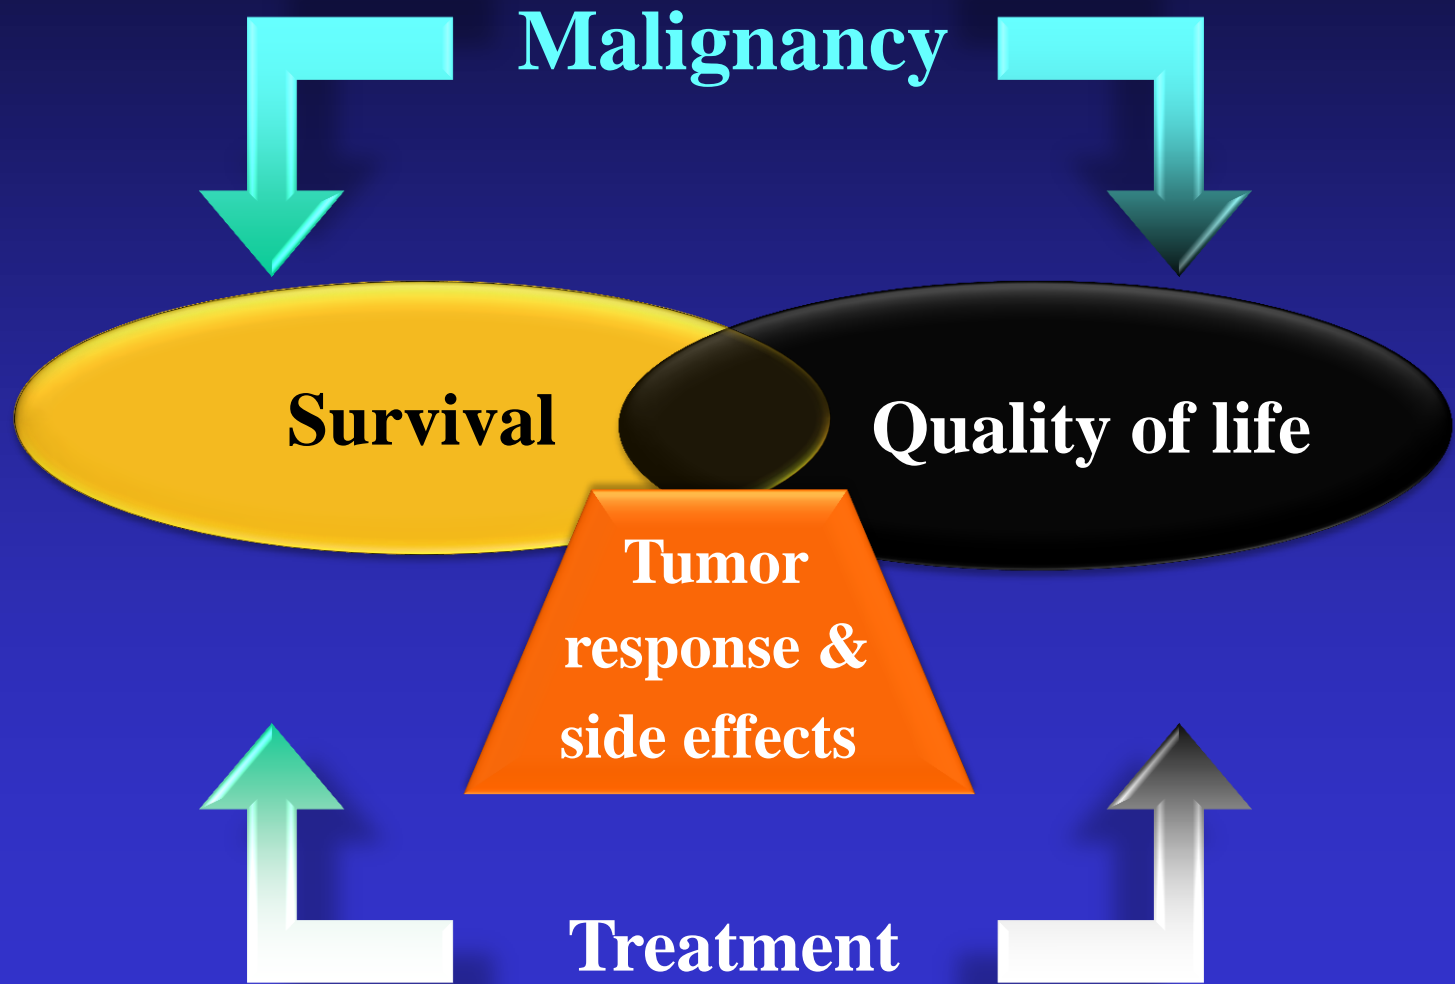 Malignancy
Survival
Quality of life
Tumor
response &
side effects
Treatment